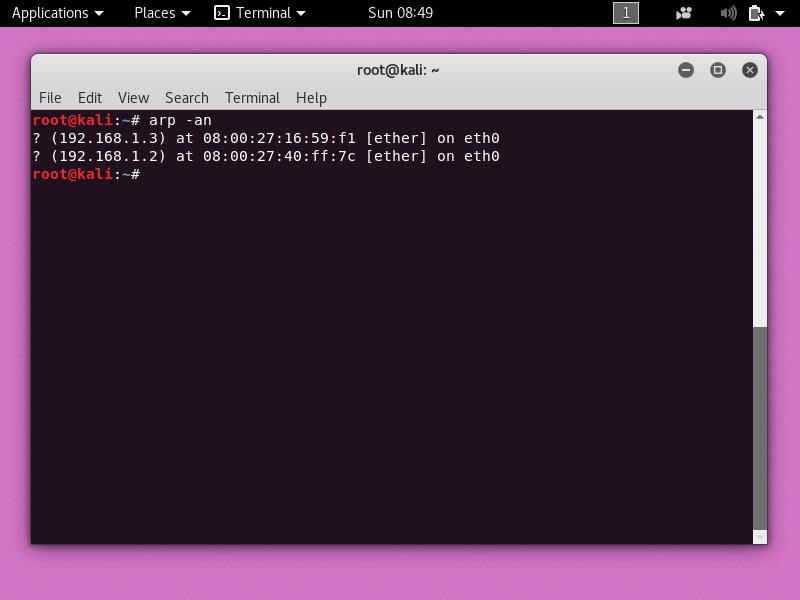 Applications Places Terminal Sun 08:49 1
root@kali: ~
File Edit View Search Terminal Help
root@kali:~# arp -an
? (192.168.1.3) at 08:00:27:16:59:f1 [ether] on eth0
? (192.168.1.2) at 08:00:27:40:ff:7c [ether] on eth0
root@kali:~#